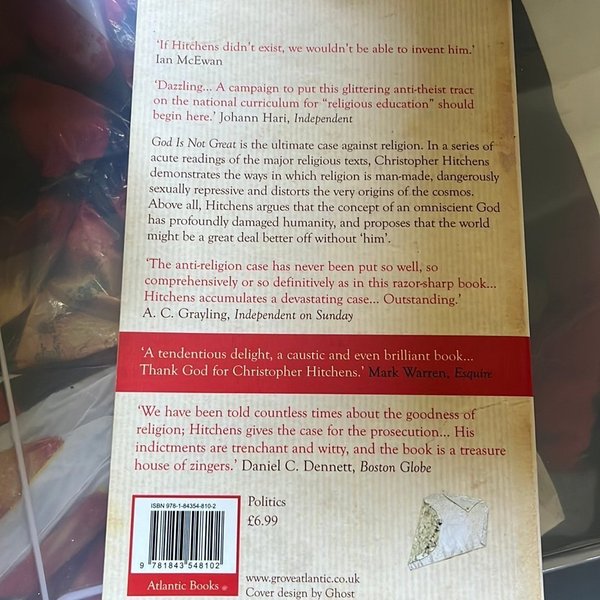 ‘If Hitchens didn’t exist, we wouldn’t be able to invent him.’
Ian McEwan
‘Dazzling... A campaign to put this glittering anti-theist tract
on the national curriculum for “religious education” should
begin here.’ Johann Hari, Independent
God Is Not Great is the ultimate case against religion. In a series of
acute readings of the major religious texts, Christopher Hitchens
demonstrates the ways in which religion is man-made, dangerously
sexually repressive and distorts the very origins of the cosmos.
Above all, Hitchens argues that the concept of an omniscient God
has profoundly damaged humanity, and proposes that the world
might be a great deal better off without ‘him’.
‘The anti-religion case has never been put so well, so
comprehensively or so definitively as in this razor-sharp book...
Hitchens accumulates a devastating case... Outstanding.’
A. C. Grayling, Independent on Sunday
‘A tendentious delight, a caustic and even brilliant book...
Thank God for Christopher Hitchens.’ Mark Warren, Esquire
‘We have been told countless times about the goodness of
religion; Hitchens gives the case for the prosecution... His
indictments are trenchant and witty, and the book is a treasure
house of zingers.’ Daniel C. Dennett, Boston Globe
ISBN 978-1-84354-810-2
9 781843 548102
Atlantic Books
Politics
£6.99
www.groveatlantic.co.uk
Cover design by Ghost